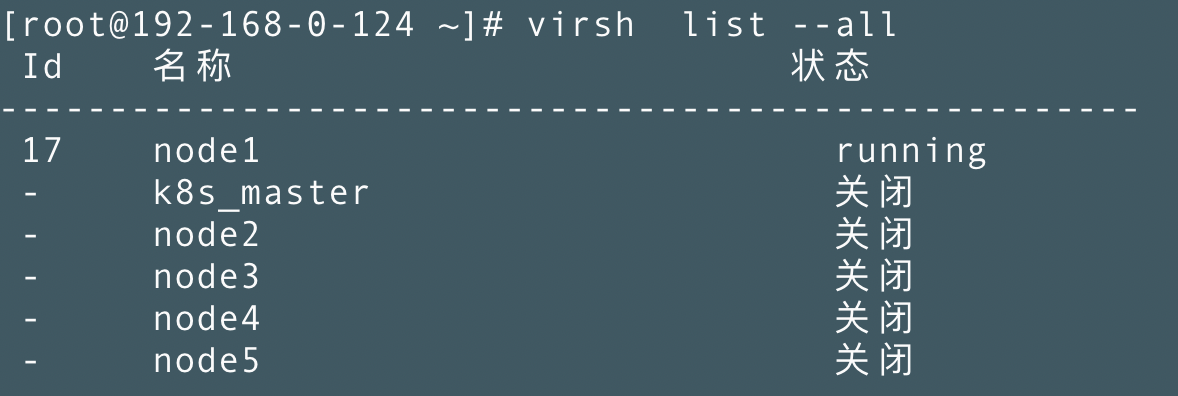 [root@192-168-0-124 ~]# virsh  list --all
 Id    名称                         状态
----------------------------------------------------
 17    node1                          running
 -     k8s_master                     关闭
 -     node2                          关闭
 -     node3                          关闭
 -     node4                          关闭
 -     node5                          关闭